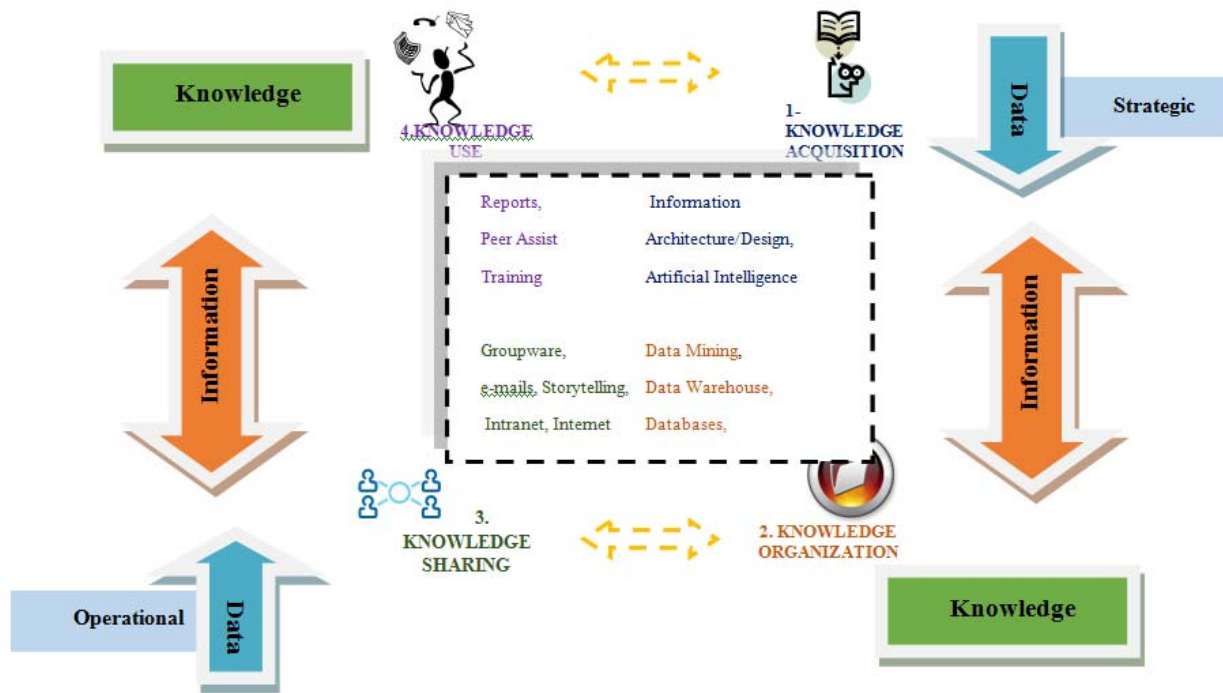 Knowledge
4.KNOWLEDGE
USE
1-
KNOWLEDGE
ACQUISITION
Data
Strategic
Reports,
Peer Assist
Training
Information
Architecture/Design,
Artificial Intelligence
Groupware,
e-mails, Storytelling,
Intranet, Internet
Data Mining,
Data Warehouse,
Databases,
Information
Information
3.
KNOWLEDGE
SHARING
2. KNOWLEDGE
ORGANIZATION
Operational
Data
Knowledge